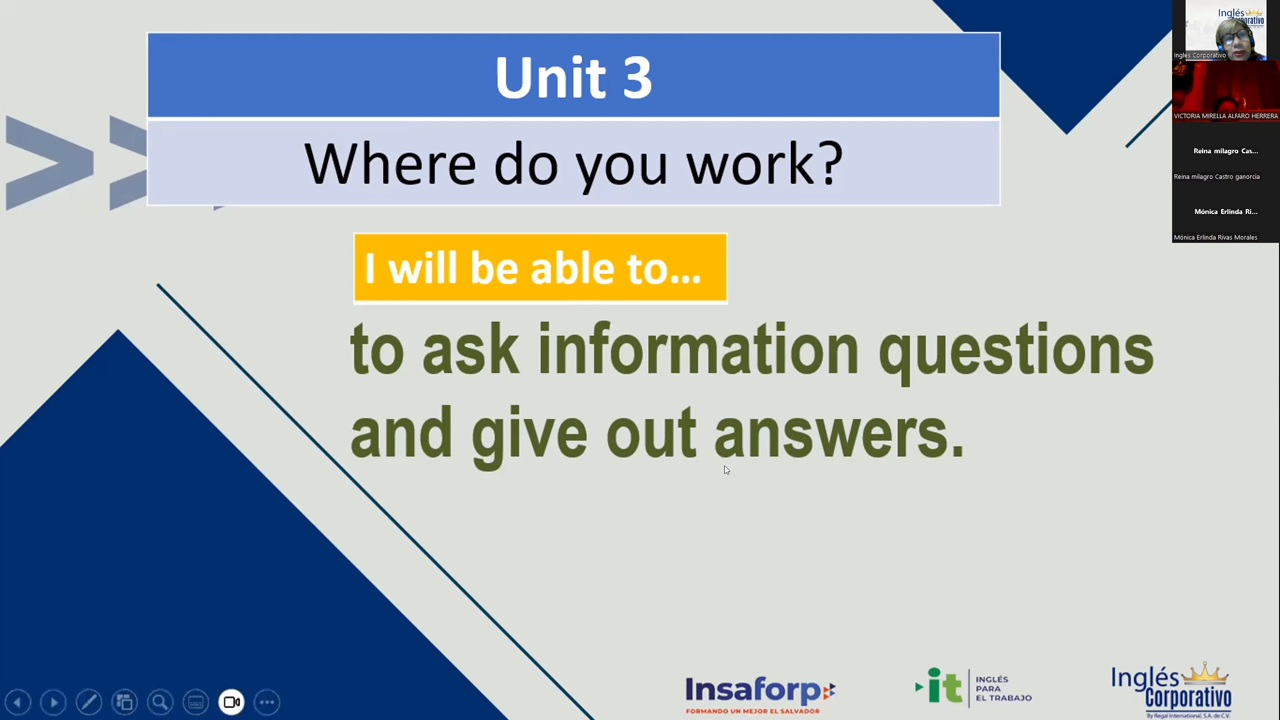 Unit 3
Where do you work?
I will be able to...
to ask information questions
and give out answers.
Inglés
Corporativo
Inglés Corporativo
VICTORIA MIRELLA ALFARO HERRERA
Reina milagro Cas...
Reina milagro Castro ganorcia
Mónica Erlinda Ri...
Mónica Erlinda Rivas Morales
Insaforp
FORMANDO UN MEJOR EL SALVADOR
it
INGLÉS
PARA
EL TRABAJO
Inglés
Corporativo
By Regal International, S.A. de C.V.